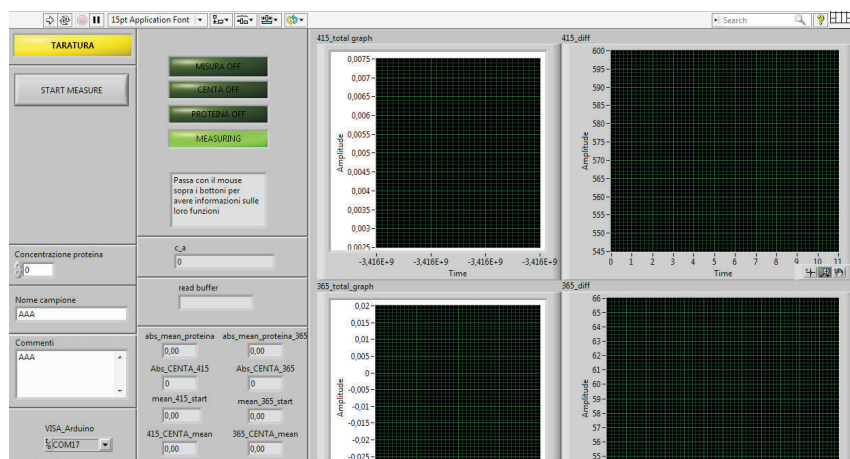 15pt Application Font
Search
TARATURA
START MEASURE
Concentrazione proteina
0
Nome campione
AAA
Commenti
AAA
VISA_Arduino
COM17
MISURA OFF
CENTA OFF
PROTEINA OFF
MEASURING
Passa con il mouse
sopra i bottoni per
avere informazioni sulle
loro funzioni
c_a
0
read buffer
abs_mean_proteina abs_mean_proteina_365
0,00 0,00
Abs_CENTA_415 Abs_CENTA_365
0 0
mean_415_start mean_365_start
0,00 0,00
415_CENTA_mean 365_CENTA_mean
0,00 0,00
415_total graph
Amplitude
0,0075
0,007
0,0065
0,006
0,0055
0,005
0,0045
0,004
0,0035
0,003
0,0025
-3,416E+9 -3,416E+9 -3,416E+9 -3,416E+9
Time
415_diff
Amplitude
600
595
590
585
580
575
570
565
560
555
550
545
0 1 2 3 4 5 6 7 8 9 10 11
Time
365_total_graph
Amplitude
0,02
0,015
0,01
0,005
0
-0,005
-0,01
-0,015
-0,02
-0,025
365_diff
Amplitude
66
65
64
63
62
61
60
59
58
57
56
55